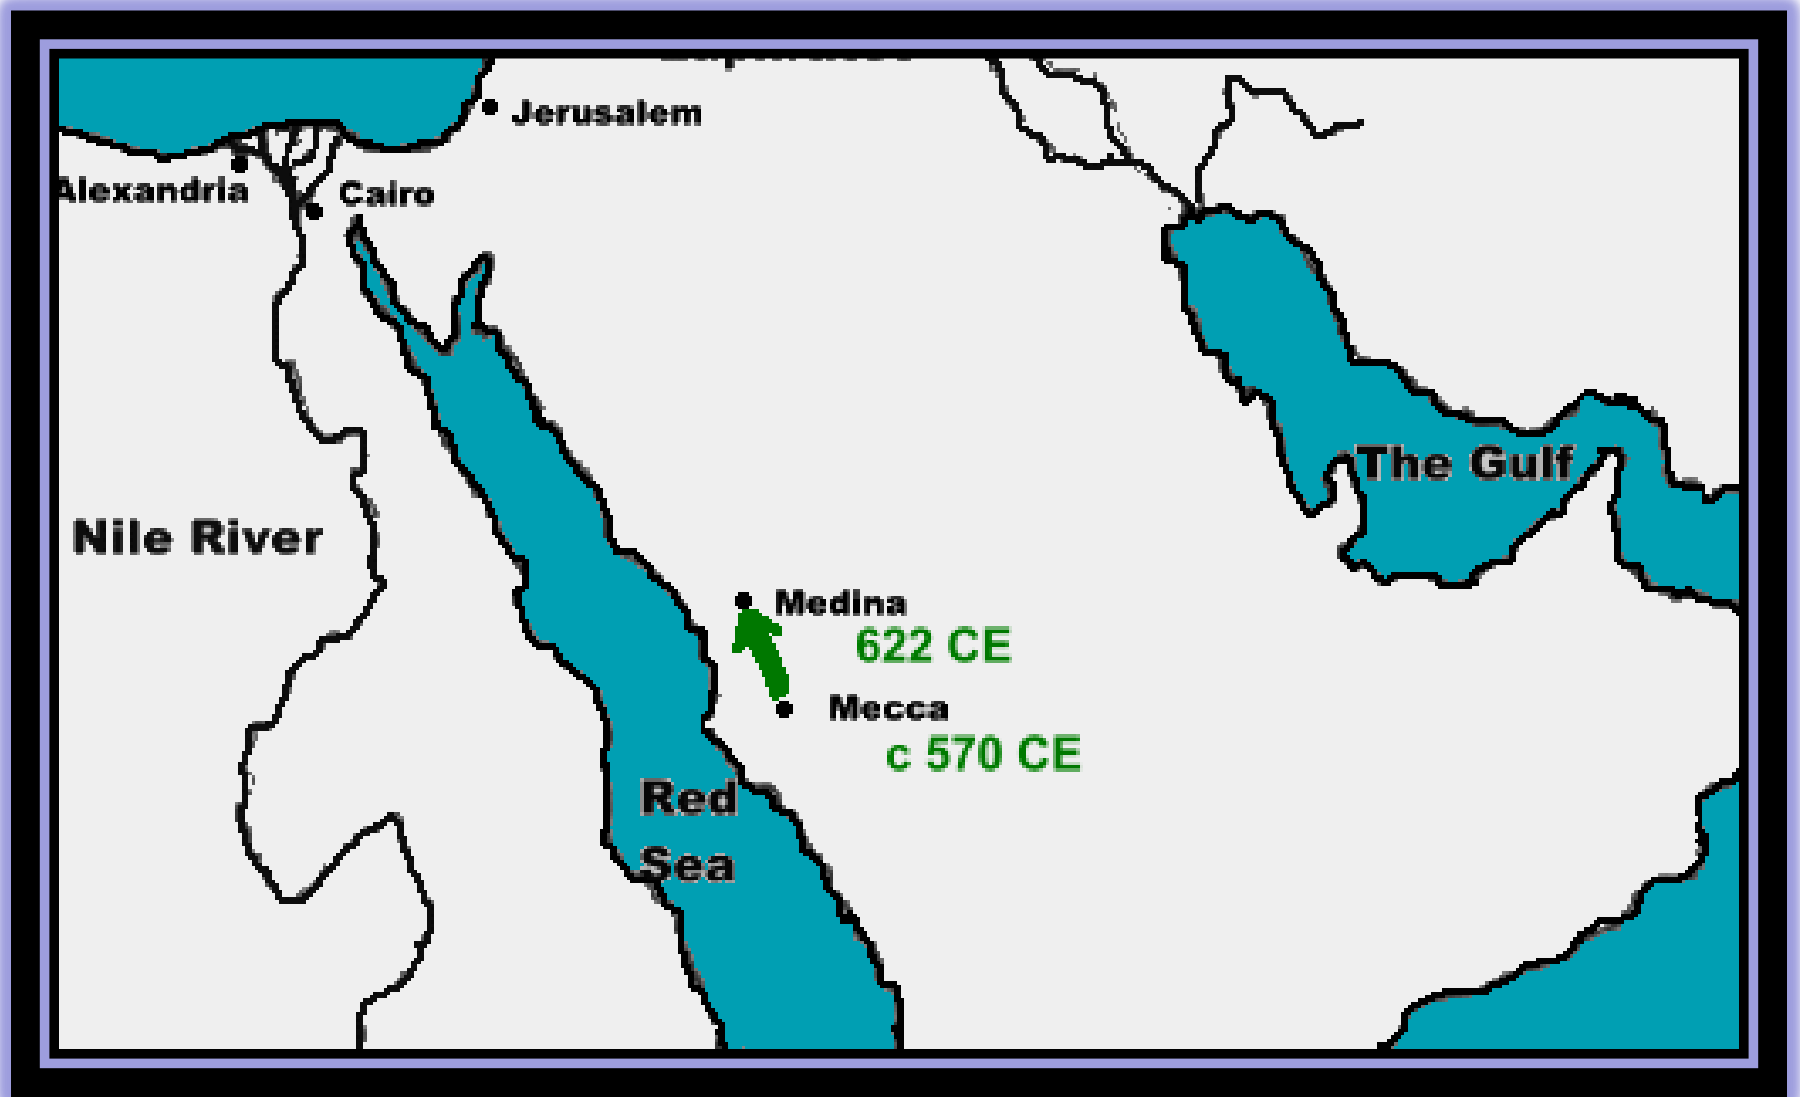 Jerusalem
Alexandria
Cairo
The Gulf
Nile River
Medina
622 CE
Mecca
c 570 CE
Red
Sea